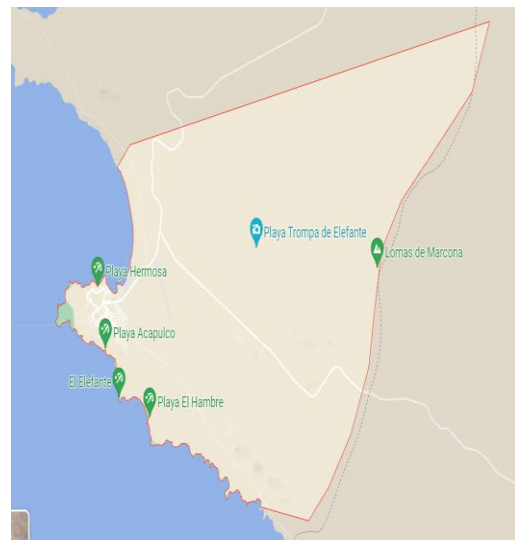 Playa Trompa de Elefante
Lomas de Marcona
Playa Hermosa
Playa Acapulco
El Elefante
Playa El Hambre